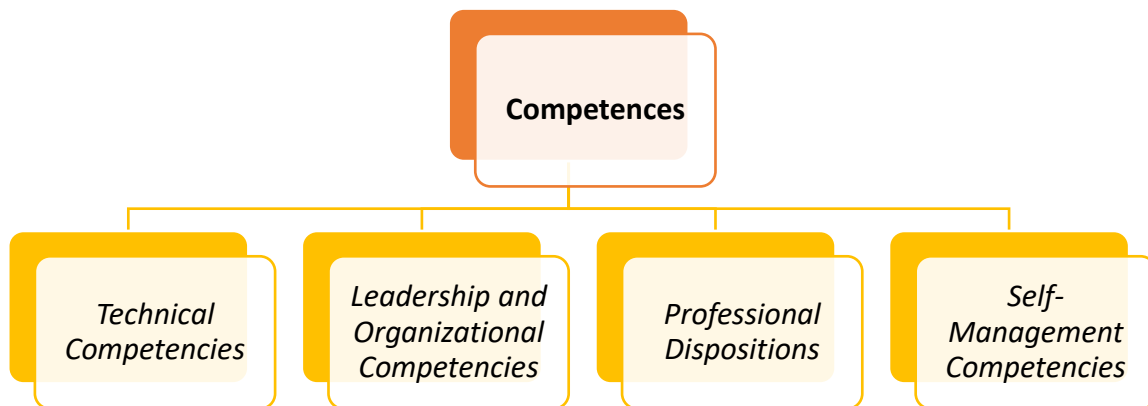 Competences
Technical
Competencies
Leadership and
Organizational
Competencies
Professional
Dispositions
Self-
Management
Competencies